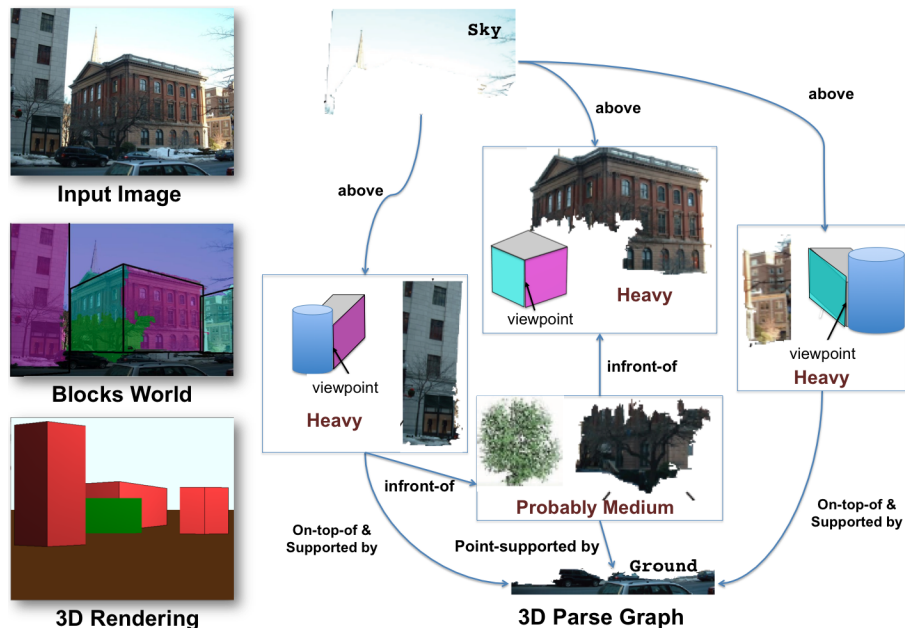 Input Image
Blocks World
3D Rendering
Sky
above
above
above
viewpoint
Heavy
viewpoint
Heavy
viewpoint
Heavy
infront-of
infront-of
Probably Medium
On-top-of &
Supported by
Point-supported by
On-top-of &
Supported by
Ground
3D Parse Graph